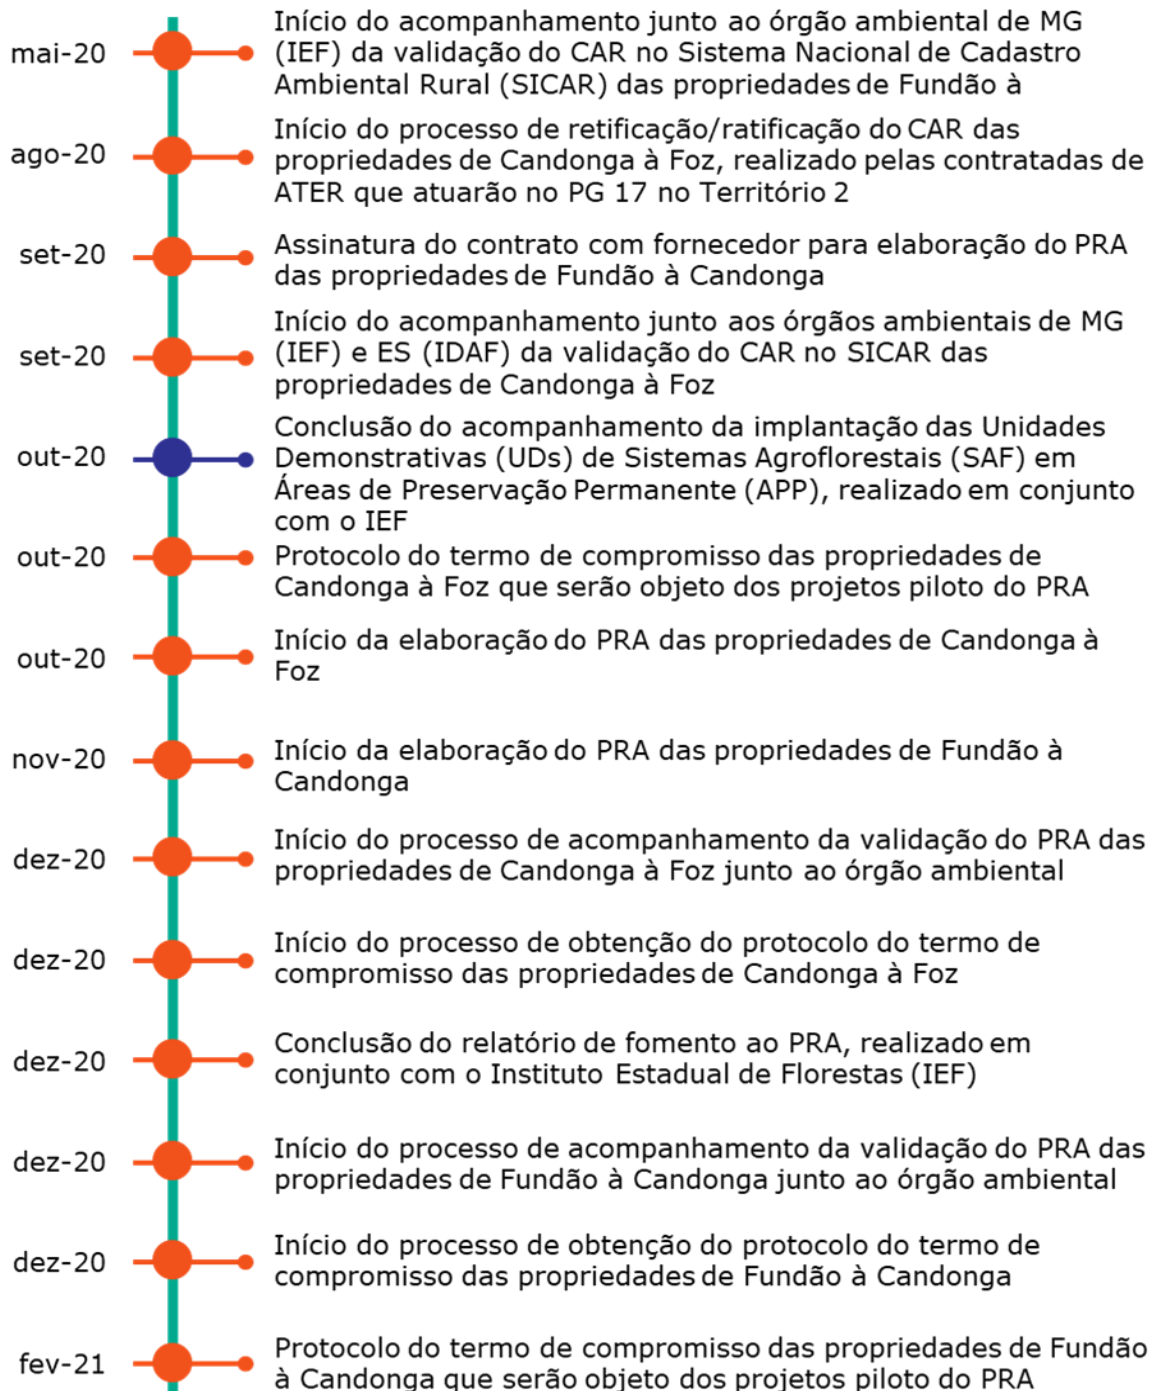 mai-20
Início do acompanhamento junto ao órgão ambiental de MG
(IEF) da validação do CAR no Sistema Nacional de Cadastro
Ambiental Rural (SICAR) das propriedades de Fundão à
ago-20
Início do processo de retificação/ratificação do CAR das
propriedades de Candonga à Foz, realizado pelas contratadas de
ATER que atuarão no PG 17 no Território 2
set-20
Assinatura do contrato com fornecedor para elaboração do PRA
das propriedades de Fundão à Candonga
set-20
Início do acompanhamento junto aos órgãos ambientais de MG
(IEF) e ES (IDAF) da validação do CAR no SICAR das
propriedades de Candonga à Foz
out-20
Conclusão do acompanhamento da implantação das Unidades
Demonstrativas (UDs) de Sistemas Agroflorestais (SAF) em
Áreas de Preservação Permanente (APP), realizado em conjunto
com o IEF
out-20
Protocolo do termo de compromisso das propriedades de
Candonga à Foz que serão objeto dos projetos piloto do PRA
out-20
Início da elaboração do PRA das propriedades de Candonga à
Foz
nov-20
Início da elaboração do PRA das propriedades de Fundão à
Candonga
dez-20
Início do processo de acompanhamento da validação do PRA das
propriedades de Candonga à Foz junto ao órgão ambiental
dez-20
Início do processo de obtenção do protocolo do termo de
compromisso das propriedades de Candonga à Foz
dez-20
Conclusão do relatório de fomento ao PRA, realizado em
conjunto com o Instituto Estadual de Florestas (IEF)
dez-20
Início do processo de acompanhamento da validação do PRA das
propriedades de Fundão à Candonga junto ao órgão ambiental
dez-20
Início do processo de obtenção do protocolo do termo de
compromisso das propriedades de Fundão à Candonga
fev-21
Protocolo do termo de compromisso das propriedades de Fundão
à Candonga que serão objeto dos projetos piloto do PRA